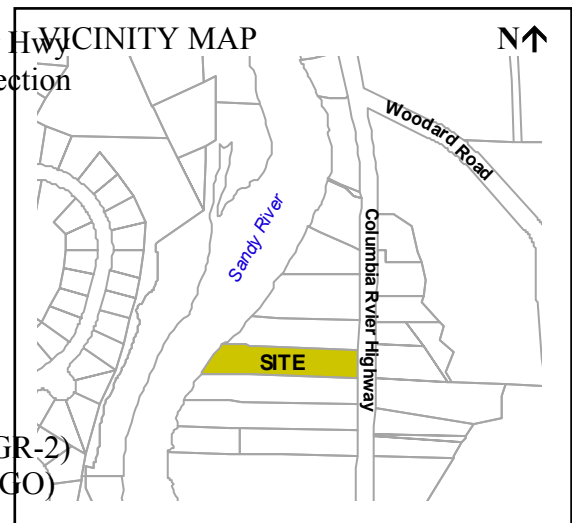 Hwy
ection
VICINITY MAP
N↑
Woodard Road
Sandy River
Columbia Rvier Highway
SITE
GR-2)
GO)